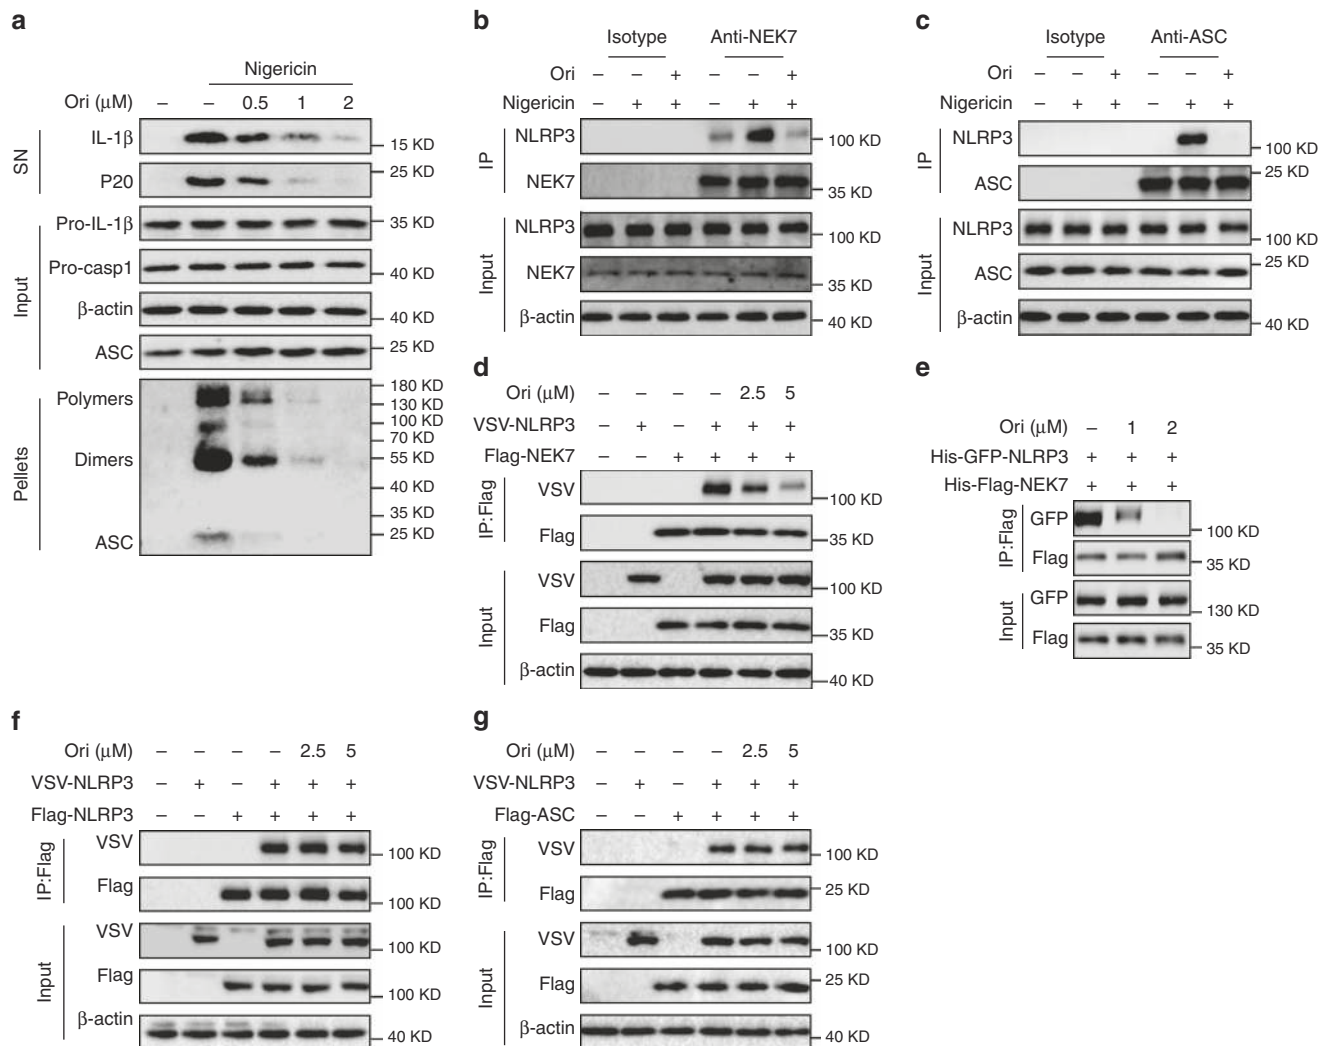 a
Nigericin
Ori (μM) – – 0.5 1 2
SN
IL-1β
15 KD
P20
25 KD
Input
Pro-IL-1β
35 KD
Pro-casp1
40 KD
β-actin
40 KD
ASC
25 KD
Pellets
Polymers
Dimers
ASC
180 KD
130 KD
100 KD
70 KD
55 KD
40 KD
35 KD
25 KD
b
Isotype Anti-NEK7
Ori – – + – – +
Nigericin – + + – + +
IP
NLRP3
100 KD
NEK7
35 KD
Input
NLRP3
100 KD
NEK7
35 KD
β-actin
40 KD
c
Isotype Anti-ASC
Ori – – + – – +
Nigericin – + + – + +
IP
NLRP3
100 KD
ASC
25 KD
Input
NLRP3
100 KD
ASC
25 KD
β-actin
40 KD
d
Ori (μM) – – – – 2.5 5
VSV-NLRP3 – + – + + +
Flag-NEK7 – – + + + +
IP:Flag
VSV
100 KD
Flag
35 KD
Input
VSV
100 KD
Flag
35 KD
β-actin
40 KD
e
Ori (μM) – 1 2
His-GFP-NLRP3 + + +
His-Flag-NEK7 + + +
IP:Flag
GFP
100 KD
Flag
35 KD
Input
GFP
130 KD
Flag
35 KD
f
Ori (μM) – – – – 2.5 5
VSV-NLRP3 – + – + + +
Flag-NLRP3 – – + + + +
IP:Flag
VSV
100 KD
Flag
100 KD
Input
VSV
100 KD
Flag
100 KD
β-actin
40 KD
g
Ori (μM) – – – – 2.5 5
VSV-NLRP3 – + – + + +
Flag-ASC – – + + + +
IP:Flag
VSV
100 KD
Flag
25 KD
Input
VSV
100 KD
Flag
25 KD
β-actin
40 KD